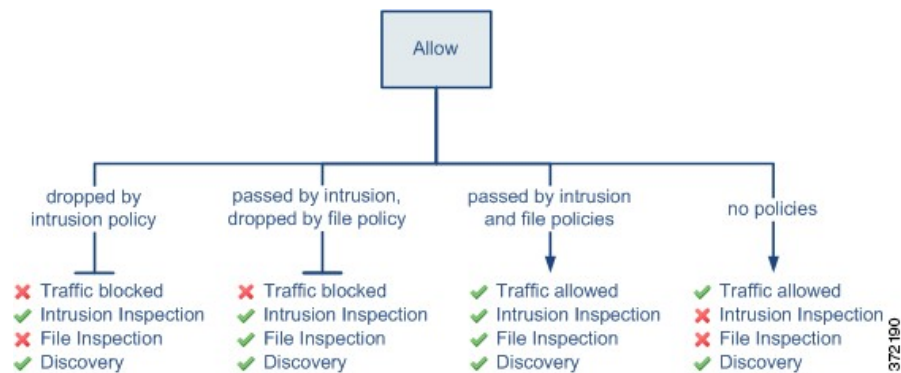 Allow
dropped by
intrusion policy
passed by intrusion,
dropped by file policy
passed by intrusion
and file policies
no policies
Traffic blocked
Intrusion Inspection
File Inspection
Discovery
Traffic blocked
Intrusion Inspection
File Inspection
Discovery
Traffic allowed
Intrusion Inspection
File Inspection
Discovery
Traffic allowed
Intrusion Inspection
File Inspection
Discovery
372190